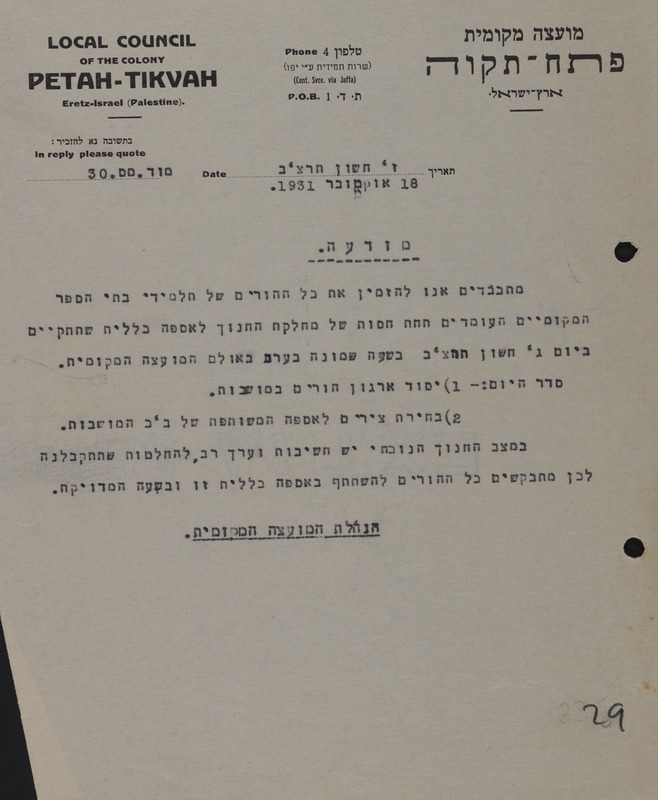 LOCAL COUNCIL
OF THE COLONY
PETAH-TIKVAH
Eretz-Israel (Palestine).
Phone 4 טלפון
(שרות תמידית ע״י יפו)
(Cont. Svce. via Jaffa)
P.O.B. 1 ת. ד.
מועצה מקומית
פתח-תקוה
ארץ-ישראל.
בתשובה נא להזכיר:
In reply please quote
מוד.מם.30
Date ז' חשון תרצ"ב תאריך
18 אוקטובר 1931.
מודעה.
מתכבדים אנו להזמין את כל ההורים של תלמידי בתי הספר
המקומיים העומדים תחת חסות של מחלקת החנוך לאספה כללית שתתקיים
ביום ג' חשון תרצ"ב בשעה שמונה בערב באולם המועצה המקומית.
סדר היום:- 1)יסוד ארגון הורים במושבות.
2)בחירת צירים לאספה המשותפת של ב"כ המושבות.
במצב החנוך הנוכחי יש חשיבות וערך רב,להחלטות שתתקבלנה
לכן מתבקשים כל ההורים להשתתף באספה כללית זו ובשעה המדויקת.
הנהלת המועצה המקומית.
29